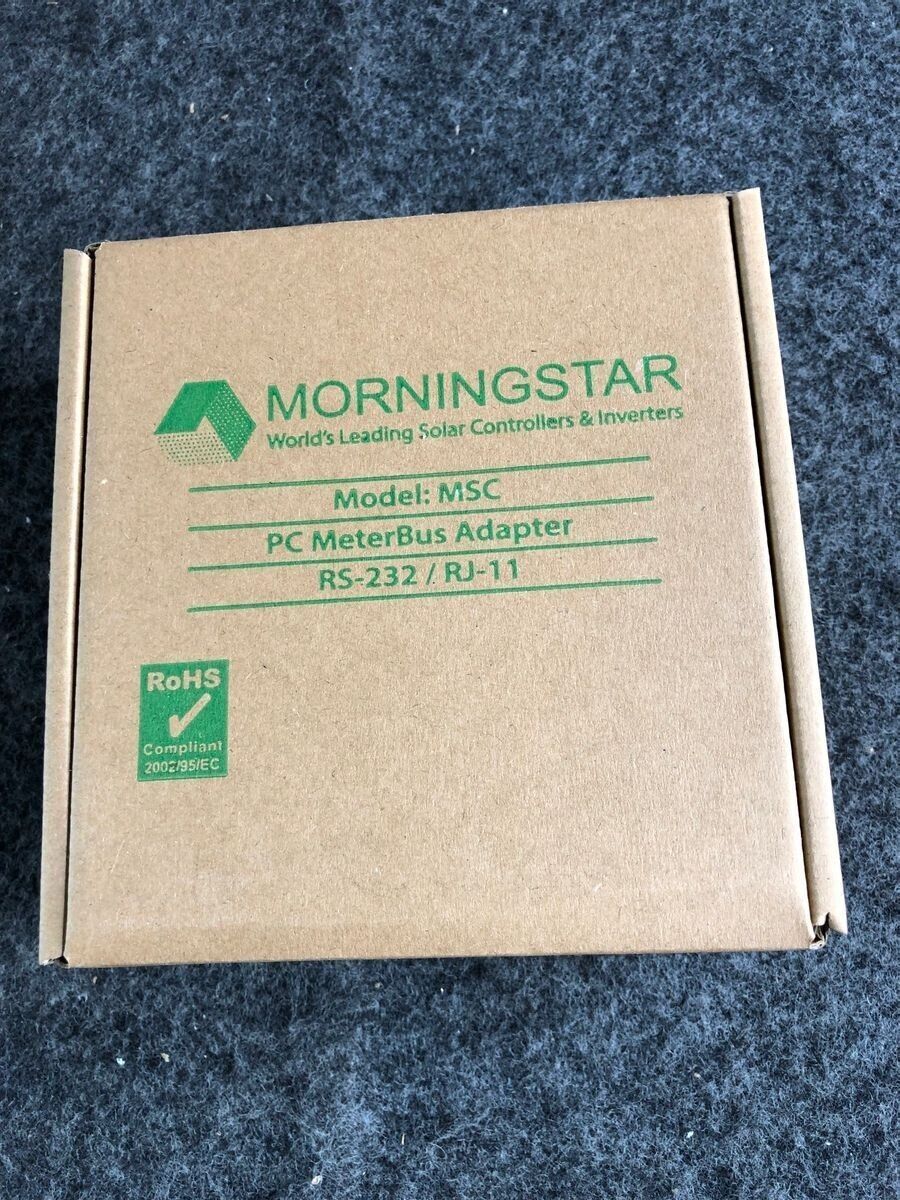 MORNINGSTAR
World's Leading Solar Controllers & Inverters
Model: MSC
PC MeterBus Adapter
RS-232 / RJ-11
RoHS
Compliant
2002/95/EC